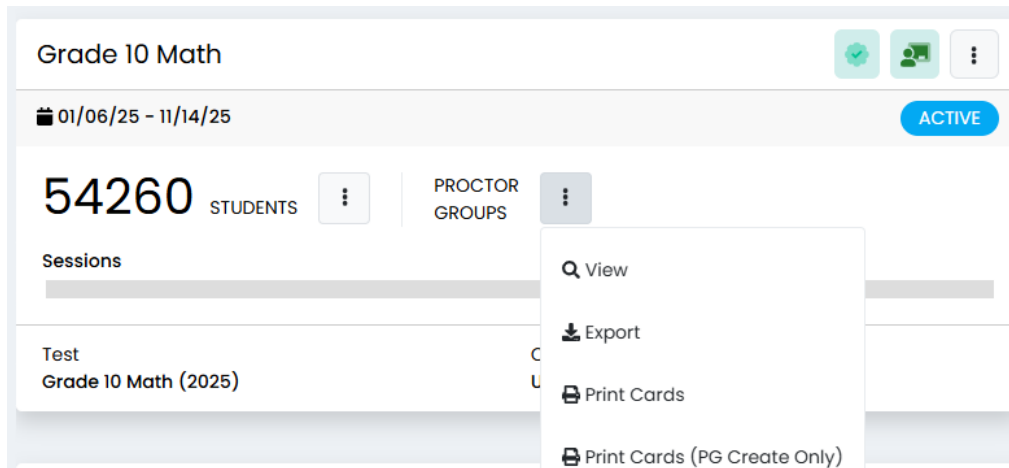 Grade 10 Math
01/06/25 - 11/14/25
ACTIVE
54260 STUDENTS
PROCTOR
GROUPS
Sessions
View
Export
Test
Grade 10 Math (2025)
Print Cards
Print Cards (PG Create Only)